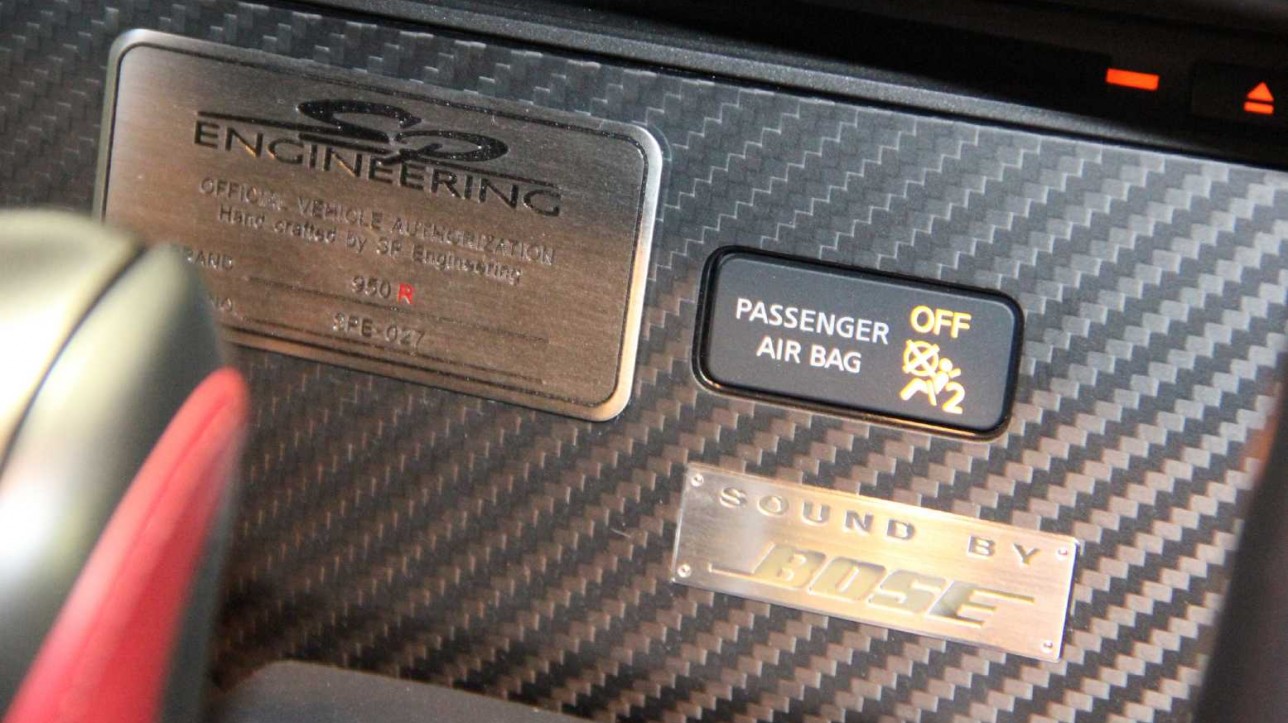 SP
ENGINEERING
OFFICIAL VEHICLE AUTHORIZATION
Hand crafted by SP Engineering
950R
SPE-027
PASSENGER
AIR BAG
OFF
2
SOUND BY
BOSE